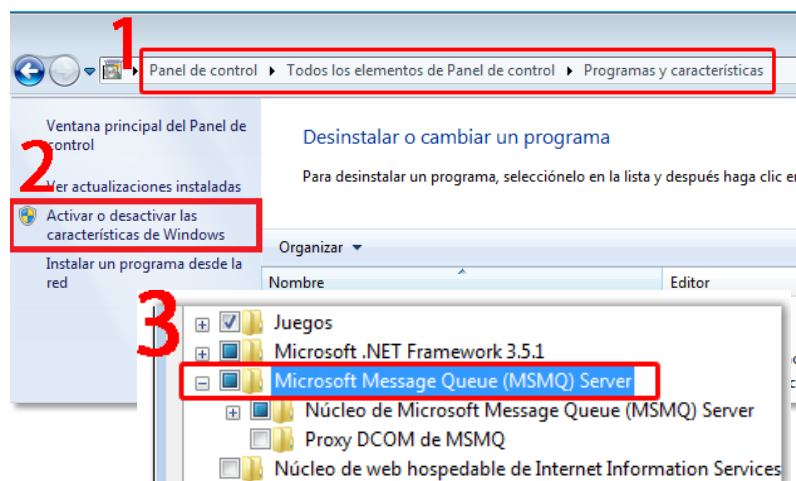 1
Panel de control ▸ Todos los elementos de Panel de control ▸ Programas y características
Ventana principal del Panel de
control
2
Ver actualizaciones instaladas
Activar o desactivar las
características de Windows
Instalar un programa desde la
red
Desinstalar o cambiar un programa
Para desinstalar un programa, selecciónelo en la lista y después haga clic
Organizar
Nombre
Editor
3
Juegos
Microsoft .NET Framework 3.5.1
Microsoft Message Queue (MSMQ) Server
Núcleo de Microsoft Message Queue (MSMQ) Server
Proxy DCOM de MSMQ
Núcleo de web hospedable de Internet Information Services